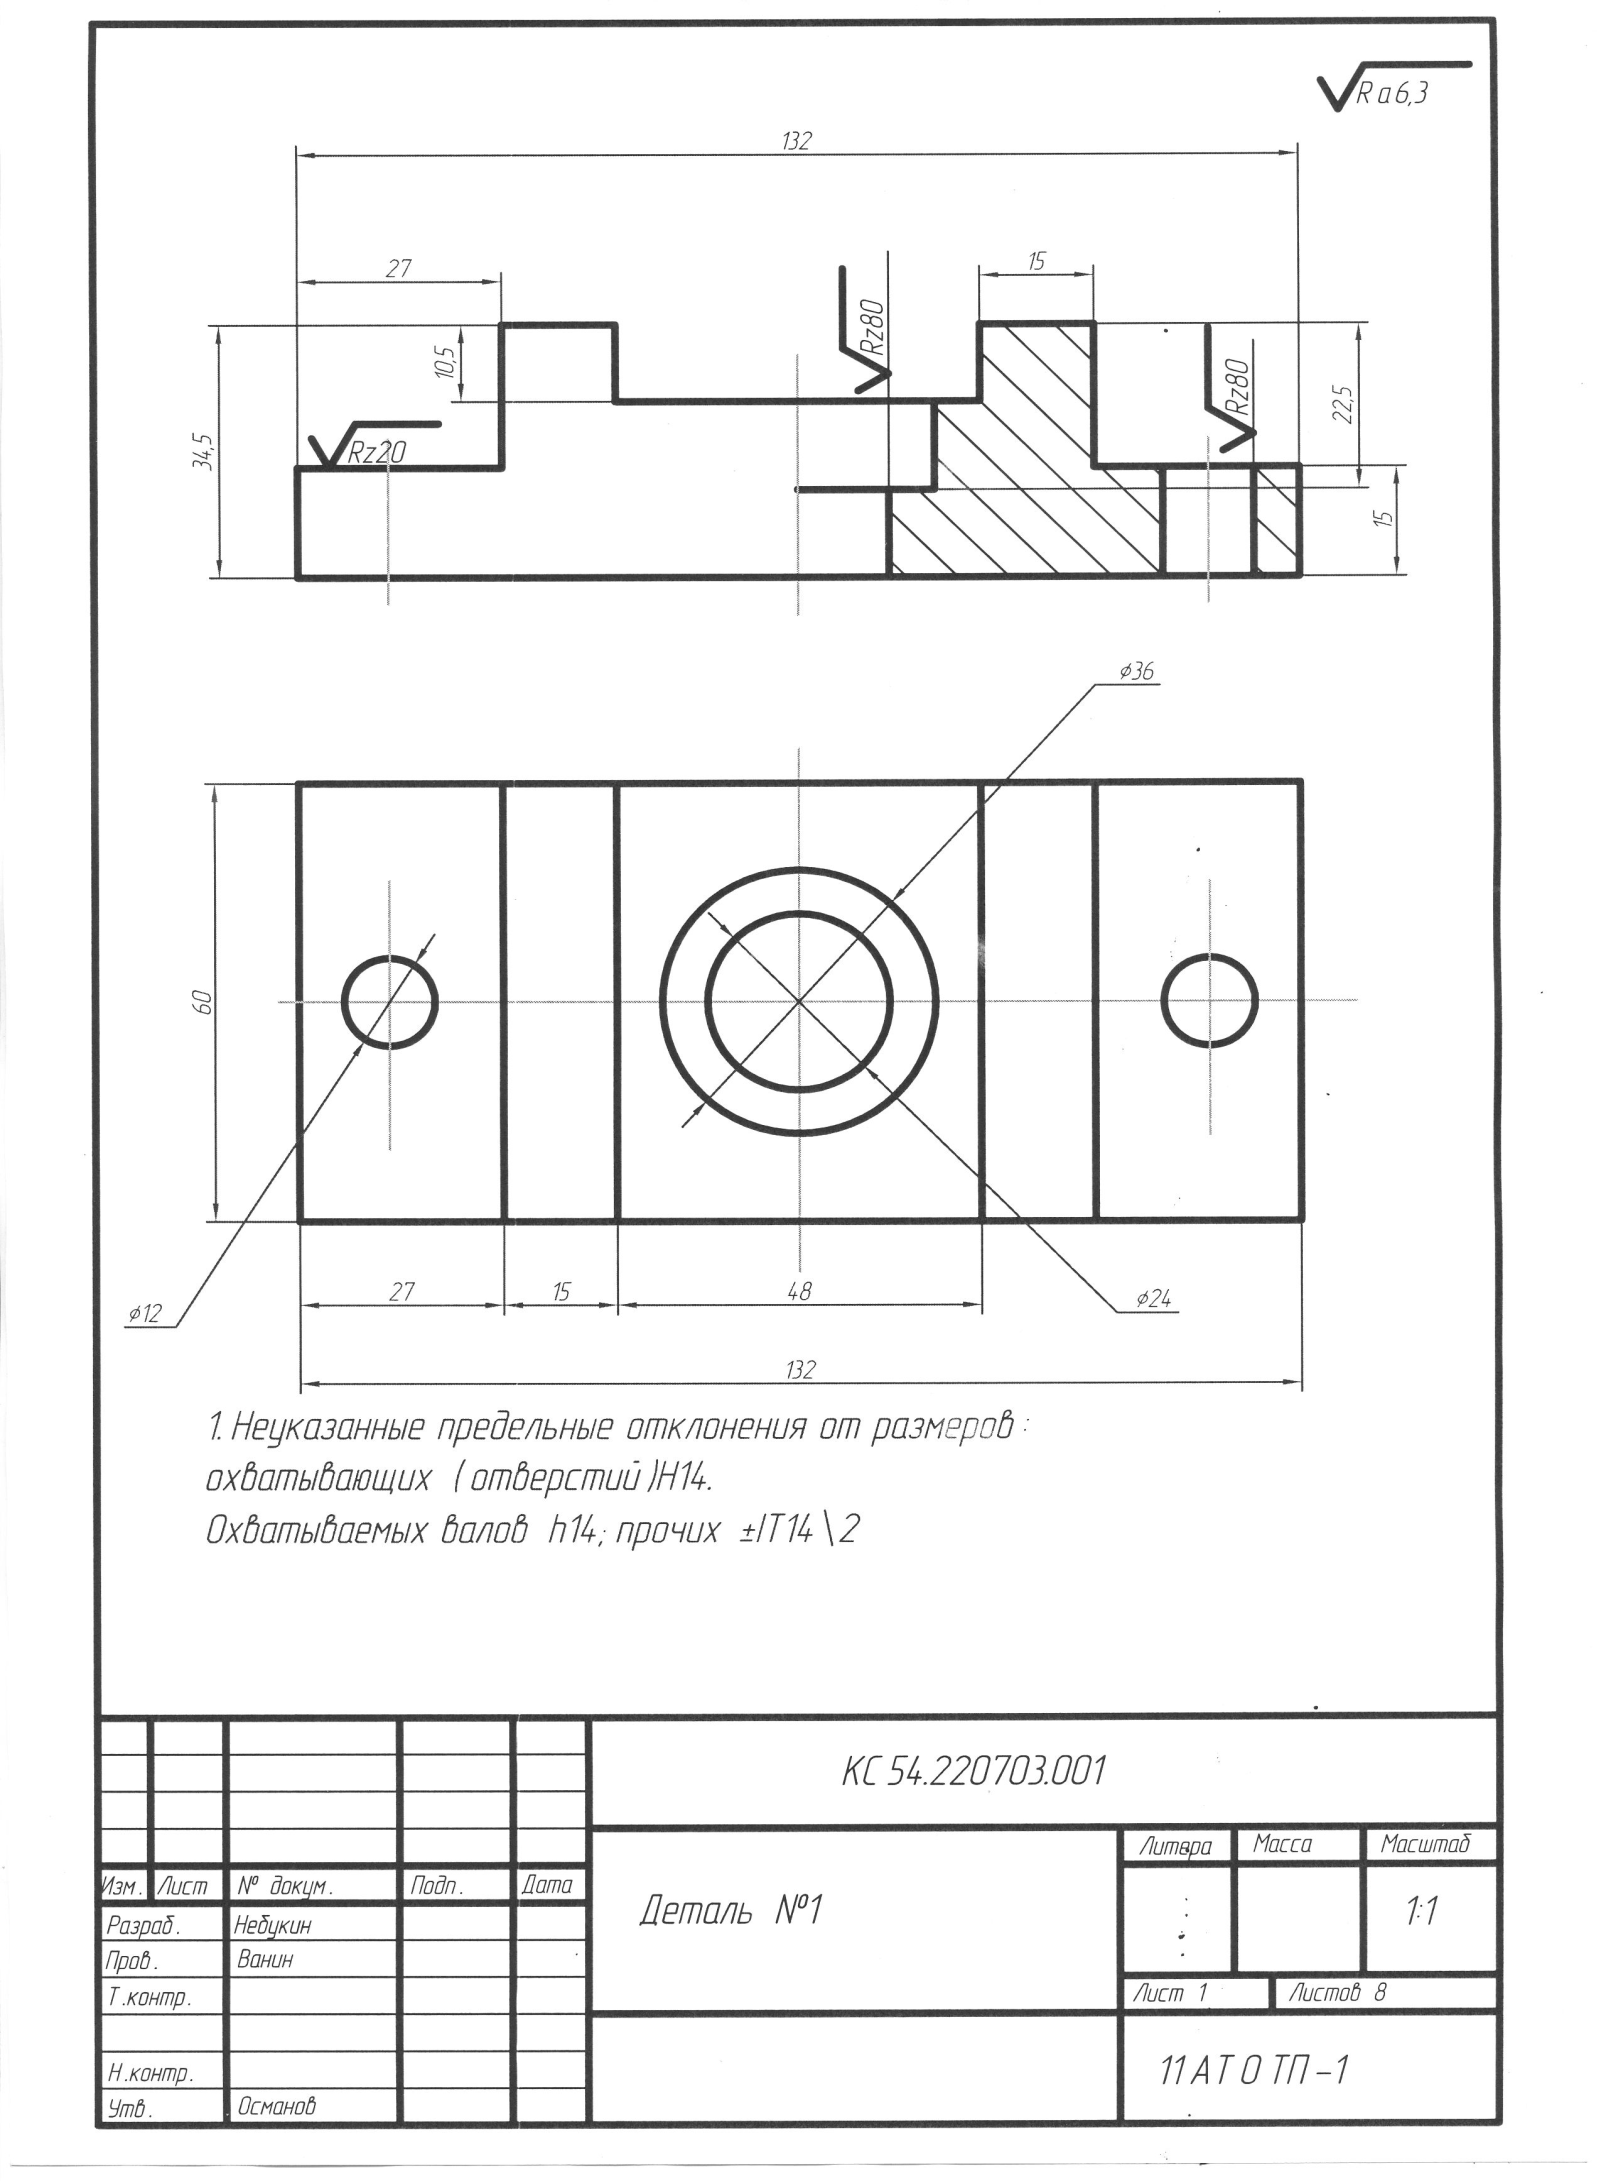 Ra6,3
132
27
15
Rz80
10,5
Rz80
22,5
34,5
Rz20
15
⌀36
60
27
15
48
⌀24
⌀12
132
1. Неуказанные предельные отклонения от размеров:
охватывающих (отверстий)Н14.
Охватываемых валов h14; прочих ±IT14\2
КС 54.220703.001
Литера Масса Масштаб
Изм. Лист № докум. Подп. Дата
Деталь №1
1:1
Разраб. Небукин
Пров. Ванин
Т.контр.
Лист 1 Листов 8
11 АТ О ТП -1
Н.контр.
Утв. Османов